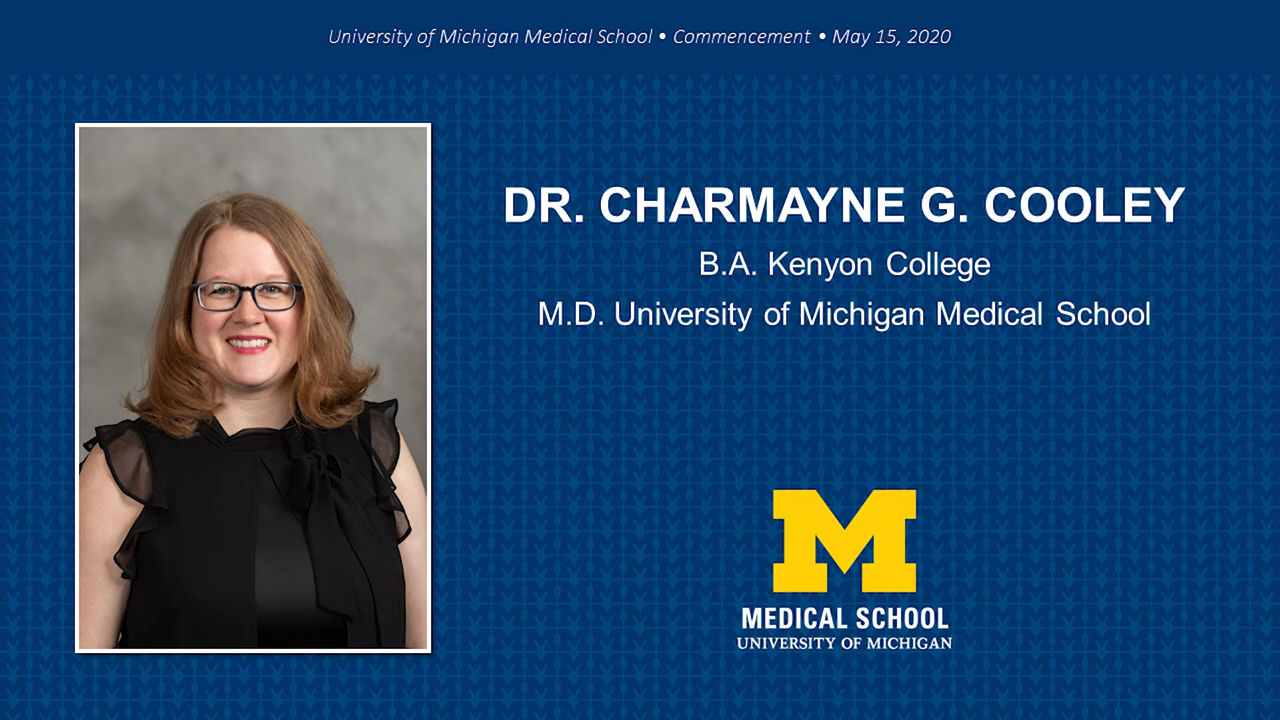 University of Michigan Medical School • Commencement • May 15, 2020
DR. CHARMAYNE G. COOLEY
B.A. Kenyon College
M.D. University of Michigan Medical School
M
MEDICAL SCHOOL
UNIVERSITY OF MICHIGAN